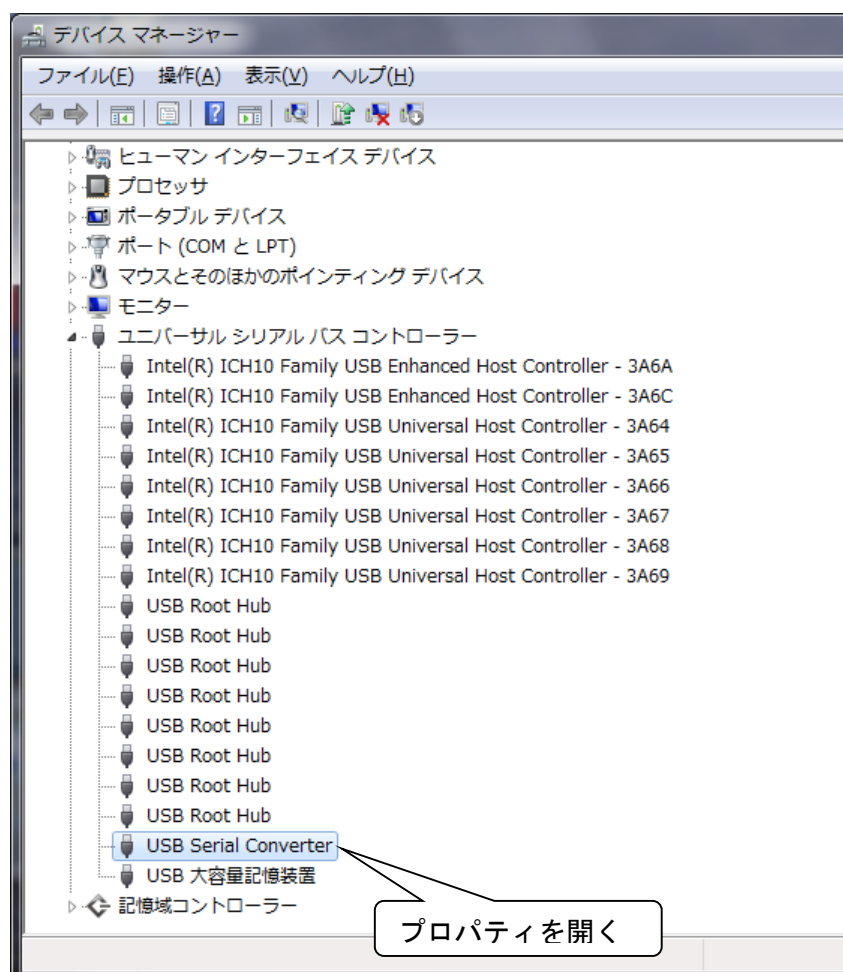 デバイス マネージャー
ファイル(F) 操作(A) 表示(V) ヘルプ(H)
ヒューマン インターフェイス デバイス
プロセッサ
ポータブル デバイス
ポート (COM と LPT)
マウスとそのほかのポインティング デバイス
モニター
ユニバーサル シリアル バス コントローラー
Intel(R) ICH10 Family USB Enhanced Host Controller - 3A6A
Intel(R) ICH10 Family USB Enhanced Host Controller - 3A6C
Intel(R) ICH10 Family USB Universal Host Controller - 3A64
Intel(R) ICH10 Family USB Universal Host Controller - 3A65
Intel(R) ICH10 Family USB Universal Host Controller - 3A66
Intel(R) ICH10 Family USB Universal Host Controller - 3A67
Intel(R) ICH10 Family USB Universal Host Controller - 3A68
Intel(R) ICH10 Family USB Universal Host Controller - 3A69
USB Root Hub
USB Root Hub
USB Root Hub
USB Root Hub
USB Root Hub
USB Root Hub
USB Root Hub
USB Root Hub
USB Serial Converter
USB 大容量記憶装置
記憶域コントローラー
プロパティを開く